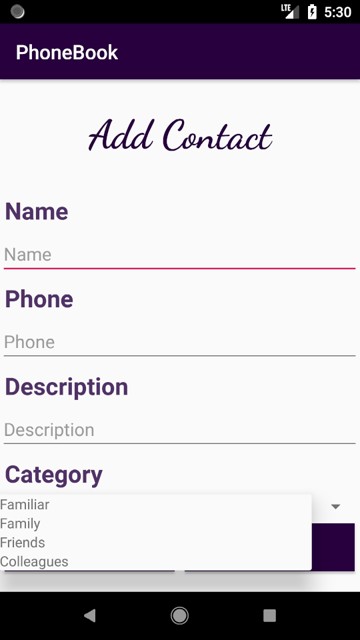 LTE 5:30
PhoneBook
Add Contact
Name
Name
Phone
Phone
Description
Description
Category
Familiar
Family
Friends
Colleagues